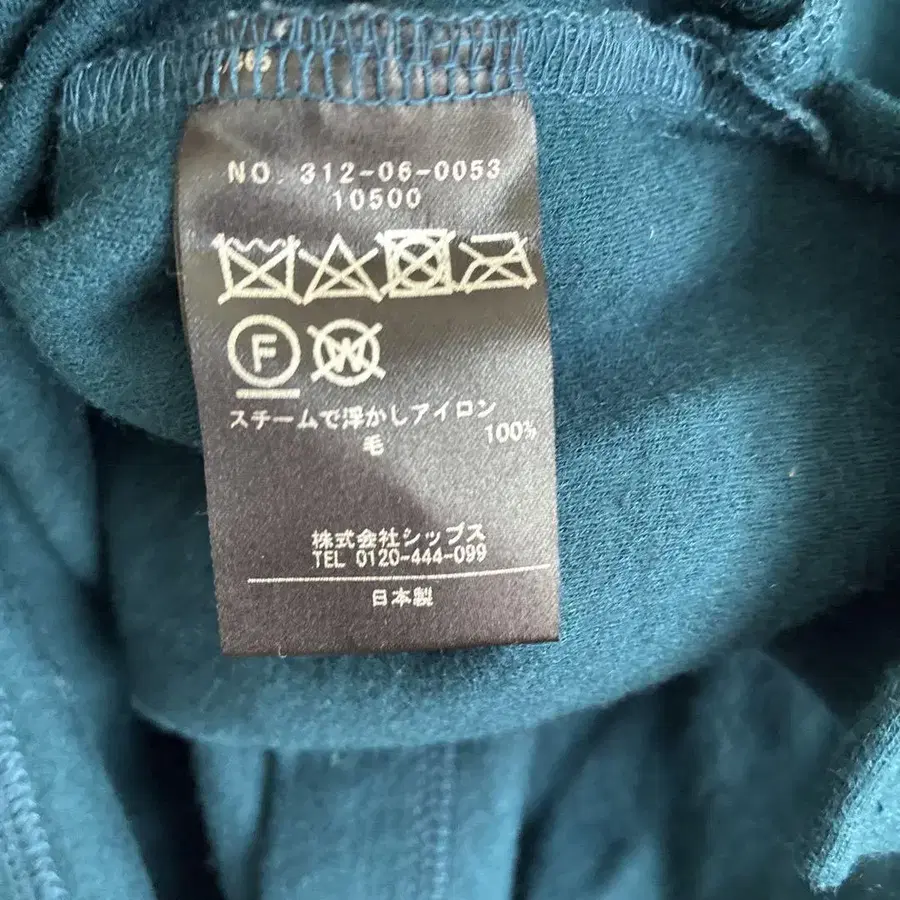 NO. 312-06-0053
10500
F W
スチームで浮かしアイロン
毛 100%
株式会社シップス
TEL 0120-444-099
日本製